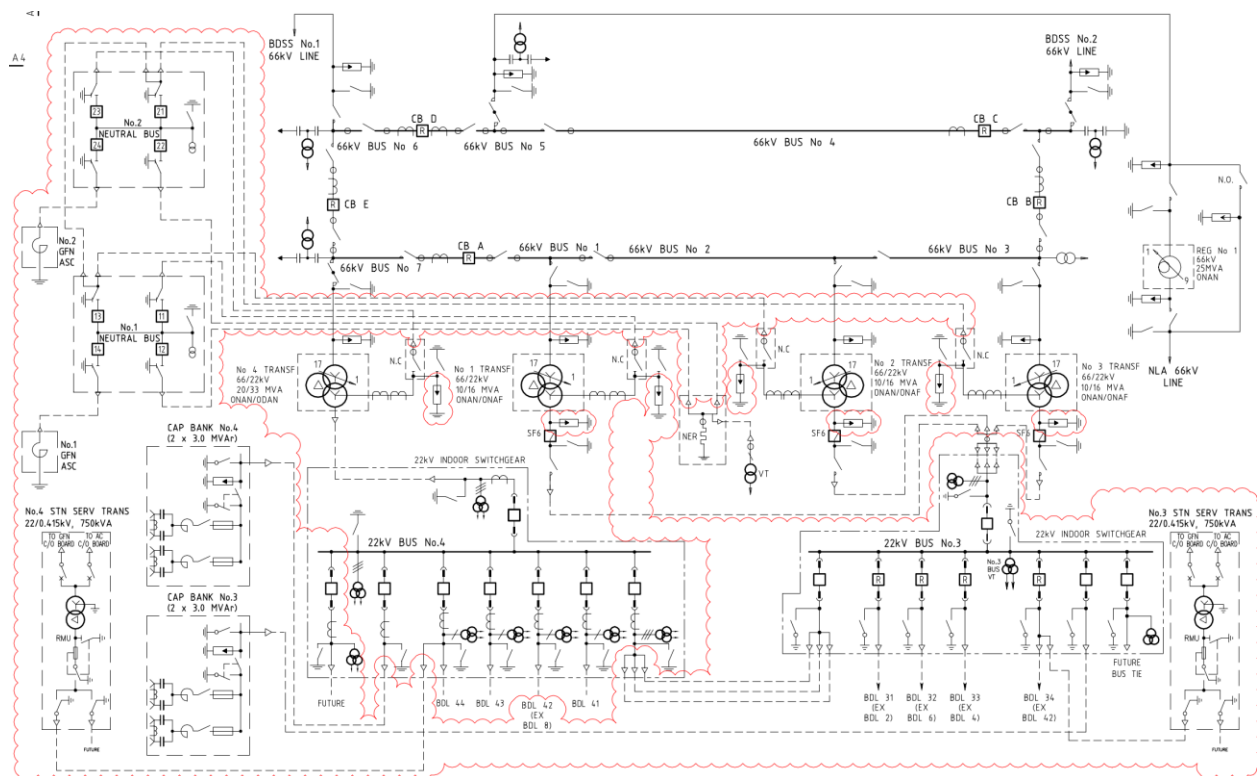 A4
BDSS No.1
66kV LINE
BDSS No.2
66kV LINE
23
21
No.2
NEUTRAL BUS
24
22
CB D
R
CB C
R
66kV BUS No 6
66kV BUS No 5
66kV BUS No 4
N.O.
CB E
R
CB B
R
No.2
GFN
ASC
CB A
R
66kV BUS No 1
66kV BUS No 2
66kV BUS No 3
66kV BUS No 7
1
9
REG No 1
66kV
25MVA
ONAN
13
11
No.1
NEUTRAL BUS
14
12
N.C
N.C
N.C
N.C
17
No 4 TRANSF
66/22kV
20/33 MVA
ONAN/ODAN
17
1
No 1 TRANSF
66/22kV
10/16 MVA
ONAN/ONAF
17
1
No 2 TRANSF
66/22kV
10/16 MVA
ONAN/ONAF
17
1
No 3 TRANSF
66/22kV
10/16 MVA
ONAN/ONAF
NLA 66kV
LINE
No.1
GFN
ASC
CAP BANK No.4
(2 x 3.0 MVAr)
SF6
NER
VT
SF6
SF6
22kV INDOOR SWITCHGEAR
No.4 STN SERV TRANS
22/0.415kV, 750kVA
TO GFN
C/O BOARD
TO AC
C/O BOARD
RMU
FUTURE
No.3 STN SERV TRANS
22/0.415kV, 750kVA
TO GFN
C/O BOARD
TO AC
C/O BOARD
RMU
FUTURE
22kV BUS No.4
22kV BUS No.3
22kV INDOOR SWITCHGEAR
No.3
BUS
VT
R
R
R
R
CAP BANK No.3
(2 x 3.0 MVAr)
FUTURE
BUS TIE
FUTURE
BDL 44
BDL 43
BDL 42
(EX
BDL 8)
BDL 41
BDL 31
(EX
BDL 2)
BDL 32
(EX
BDL 6)
BDL 33
(EX
BDL 4)
BDL 34
(EX
BDL 42)